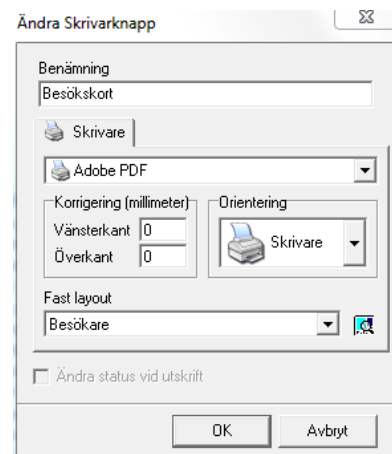 Ändra Skrivarknapp
Benämning
Besökskort
Skrivare
Adobe PDF
Korrigering (millimeter)
Vänsterkant 0
Överkant 0
Orientering
Skrivare
Fast layout
Besökare
Ändra status vid utskrift
OK Avbryt